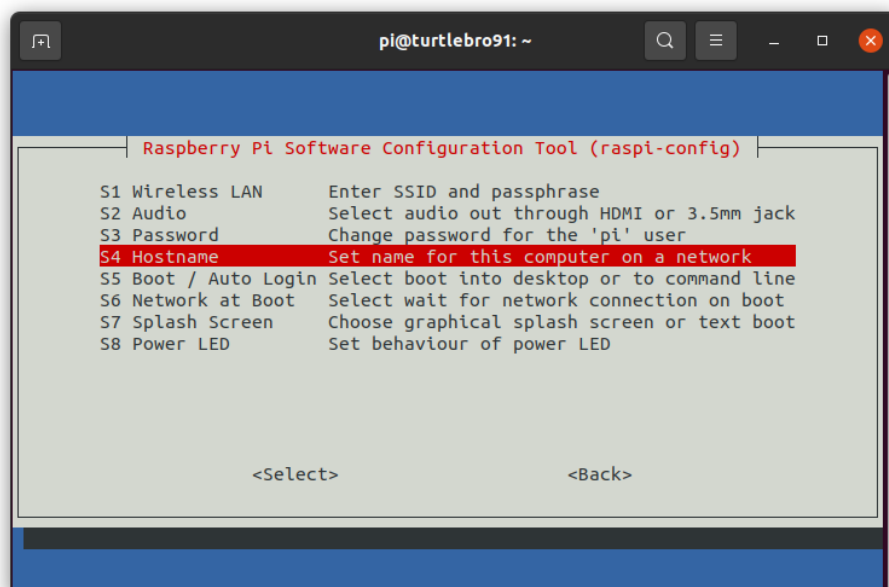 pi@turtlebro91: ~
Raspberry Pi Software Configuration Tool (raspi-config)
S1 Wireless LAN Enter SSID and passphrase
S2 Audio Select audio out through HDMI or 3.5mm jack
S3 Password Change password for the 'pi' user
S4 Hostname Set name for this computer on a network
S5 Boot / Auto Login Select boot into desktop or to command line
S6 Network at Boot Select wait for network connection on boot
S7 Splash Screen Choose graphical splash screen or text boot
S8 Power LED Set behaviour of power LED
<Select> <Back>